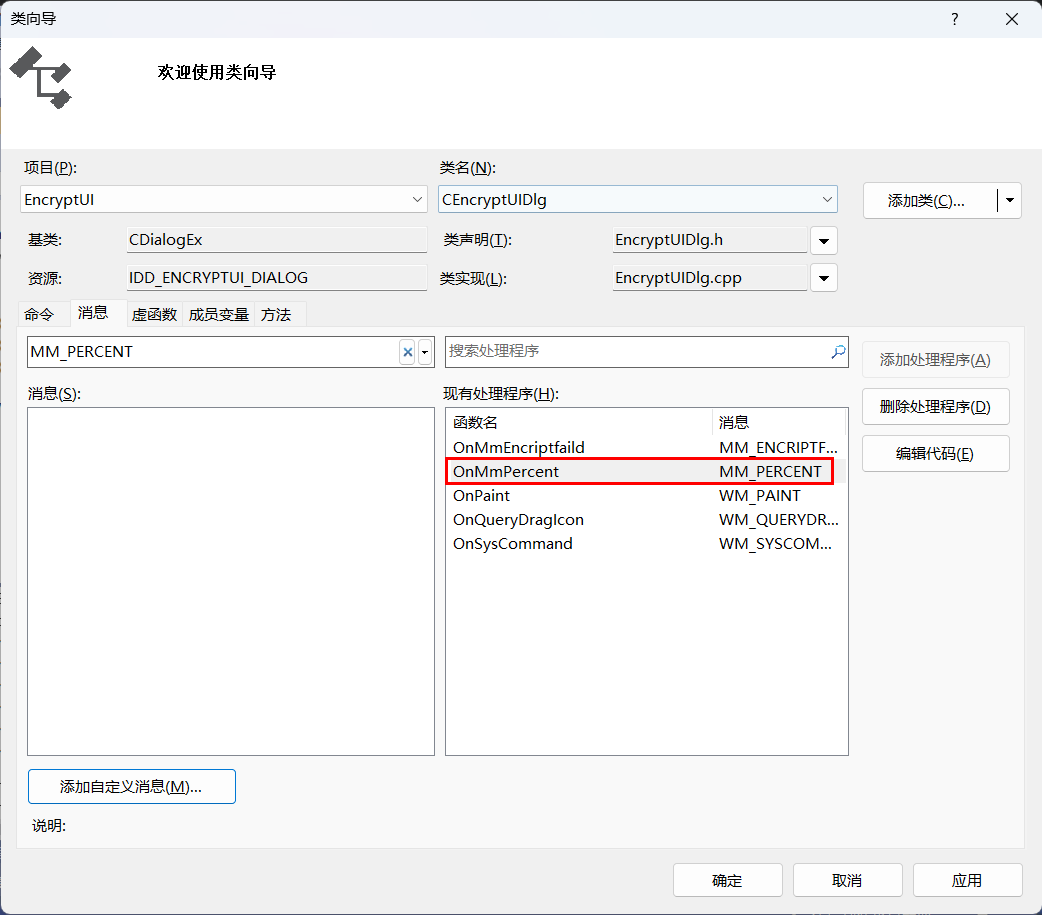 类向导
?
欢迎使用类向导
项目(P):
类名(N):
EncryptUI
CEncryptUIDlg
添加类(C)...
基类:
CDialogEx
类声明(T):
EncryptUIDlg.h
资源:
IDD_ENCRYPTUI_DIALOG
类实现(L):
EncryptUIDlg.cpp
命令 消息 虚函数 成员变量 方法
MM_PERCENT
搜索处理程序
添加处理程序(A)
消息(S):
现有处理程序(H):
删除处理程序(D)
函数名 消息
OnMmEncriptfaild MM_ENCRIPTF...
编辑代码(E)
OnMmPercent MM_PERCENT
OnPaint WM_PAINT
OnQueryDragIcon WM_QUERYDR...
OnSysCommand WM_SYSCOM...
添加自定义消息(M)...
说明:
确定 取消 应用